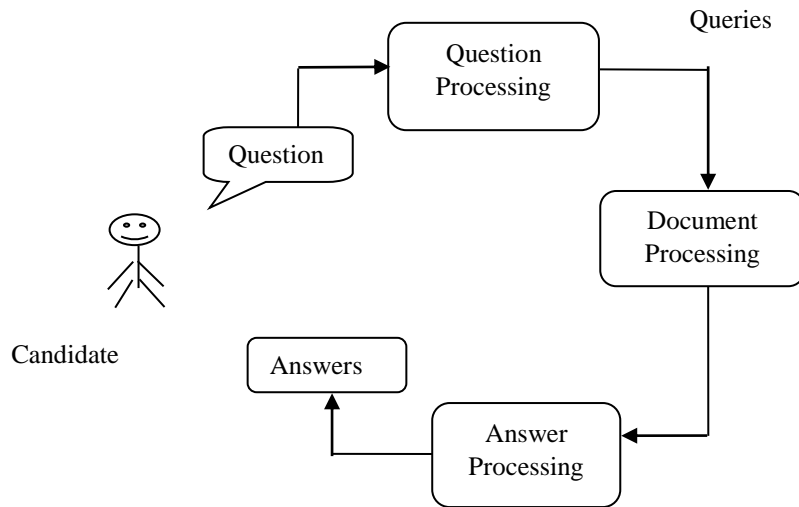 Queries
Question
Processing
Question
Document
Processing
Candidate
Answers
Answer
Processing